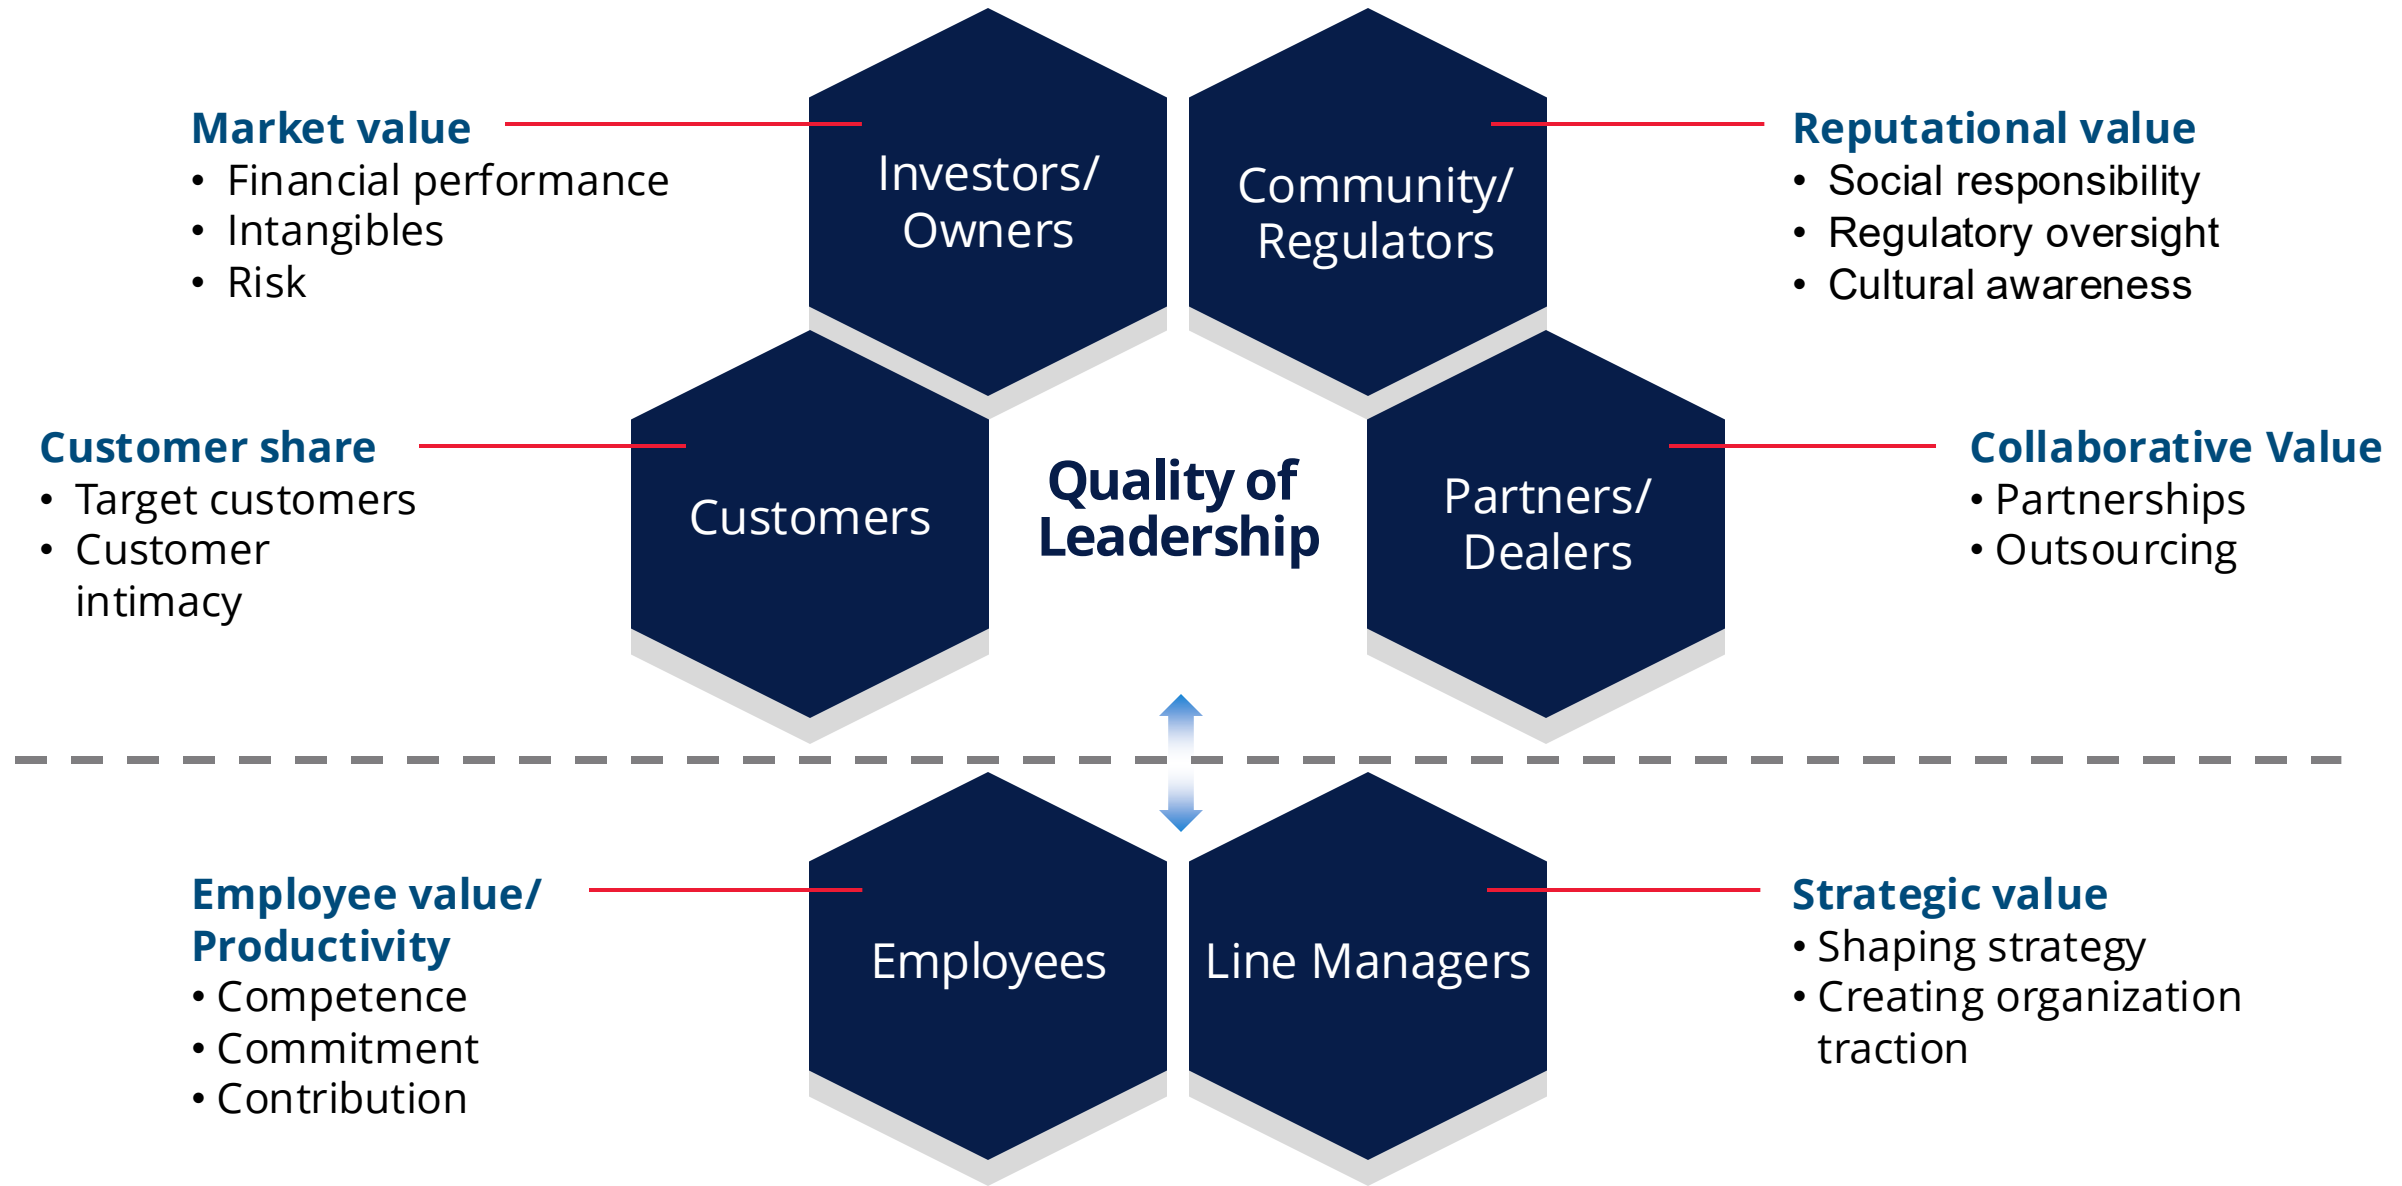 Market value
• Financial performance
• Intangibles
• Risk
Investors/
Owners
Community/
Regulators
Reputational value
• Social responsibility
• Regulatory oversight
• Cultural awareness
Customer share
• Target customers
• Customer
intimacy
Customers
Quality of
Leadership
Partners/
Dealers
Collaborative Value
• Partnerships
• Outsourcing
Employee value/
Productivity
• Competence
• Commitment
• Contribution
Employees
Line Managers
Strategic value
• Shaping strategy
• Creating organization
traction